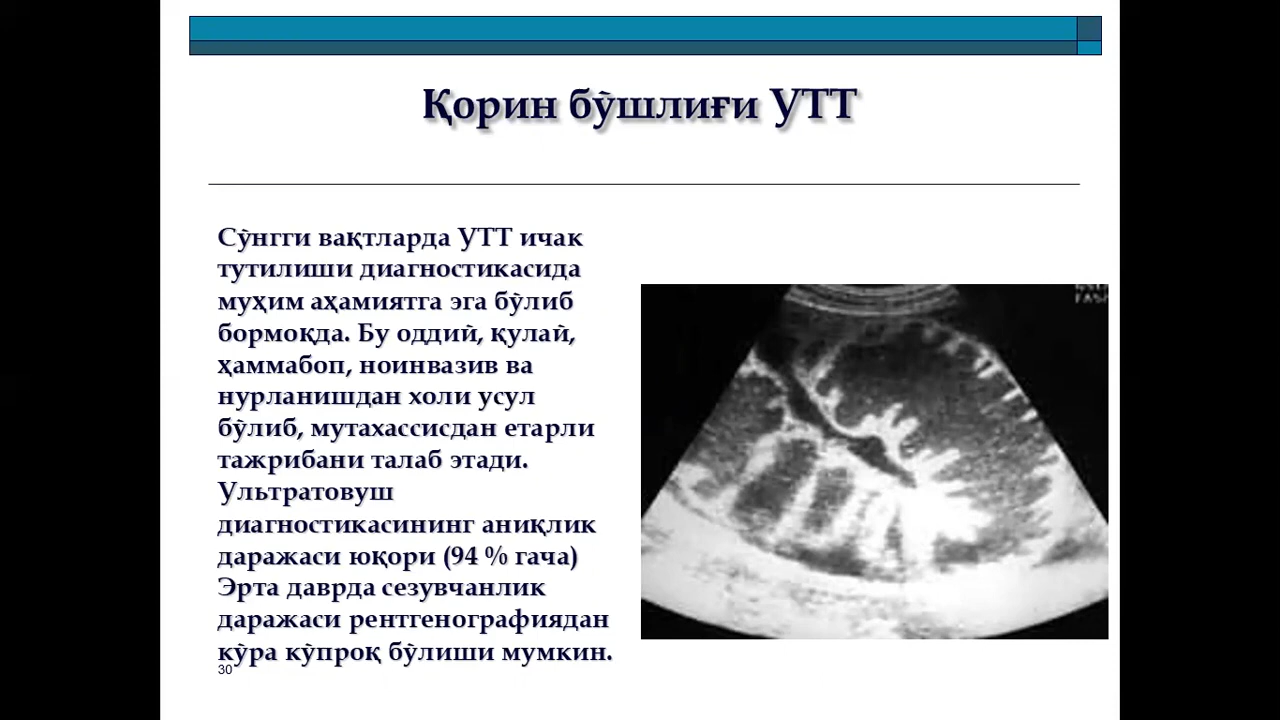 Қорин бўшлиғи УТТ
Сўнгги вақтларда УТТ ичак
тутилиши диагностикасида
муҳим аҳамиятга эга бўлиб
бормоқда. Бу оддий, қулай,
ҳаммабоп, ноинвазив ва
нурланишдан холи усул
бўлиб, мутахассисдан етарли
тажрибани талаб этади.
Ультратовуш
диагностикасининг аниқлик
даражаси юқори (94 % гача)
Эрта даврда сезувчанлик
даражаси рентгенографиядан
кўра кўпроқ бўлиши мумкин.
30